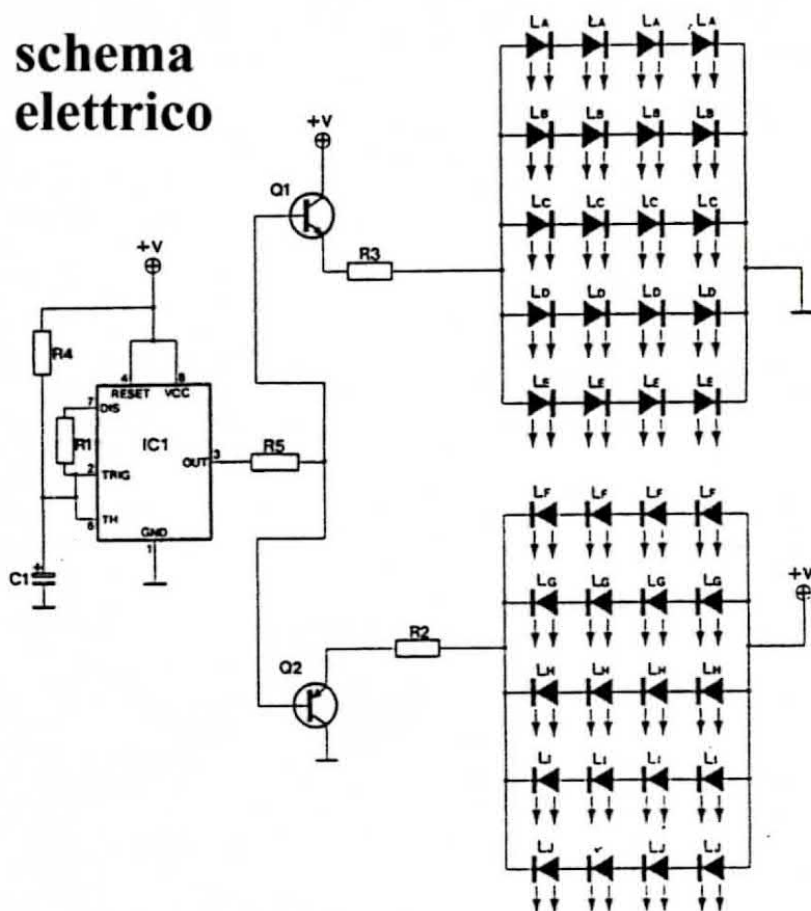 schema
elettrico
+V
Q1
R3
+V
R4
4
8
RESET
VCC
7
DIS
R1
IC1
2
TRIG
OUT
3
R5
6
TH
GND
1
C1
+
Q2
R2
+V
LA LA LA LA
LB LB LB LB
LC LC LC LC
LD LD LD LD
LE LE LE LE
LF LF LF LF
LG LG LG LG
LH LH LH LH
LI LI LI LI
LJ LJ LJ